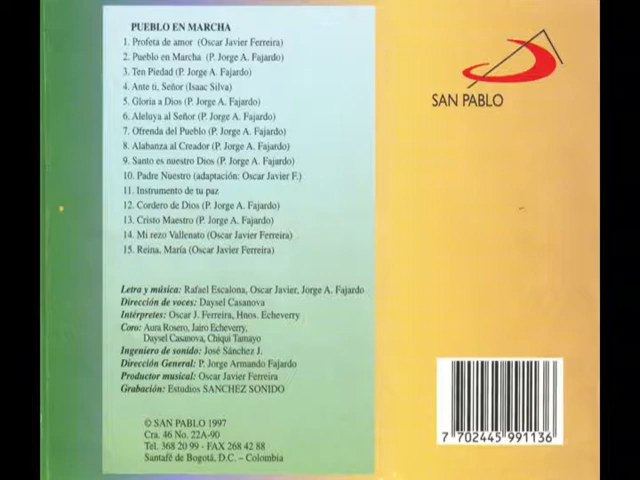 PUEBLO EN MARCHA
1. Profeta de amor (Oscar Javier Ferreira)
2. Pueblo en Marcha (P. Jorge A. Fajardo)
3. Ten Piedad (P. Jorge A. Fajardo)
4. Ante ti, Señor (Isaac Silva)
5. Gloria a Dios (P. Jorge A. Fajardo)
6. Aleluya al Señor (P. Jorge A. Fajardo)
7. Ofrenda del Pueblo (P. Jorge A. Fajardo)
8. Alabanza al Creador (P. Jorge A. Fajardo)
9. Santo es nuestro Dios (P. Jorge A. Fajardo)
10. Padre Nuestro (adaptación: Oscar Javier F.)
11. Instrumento de tu paz
12. Cordero de Dios (P. Jorge A. Fajardo)
13. Cristo Maestro (P. Jorge A. Fajardo)
14. Mi rezo Vallenato (Oscar Javier Ferreira)
15. Reina, María (Oscar Javier Ferreira)
Letra y música: Rafael Escalona, Oscar Javier, Jorge A. Fajardo
Dirección de voces: Daysel Casanova
Intérpretes: Oscar J. Ferreira, Hnos. Echeverry
Coro: Aura Rosero, Jairo Echeverry,
Daysel Casanova, Chiqui Tamayo
Ingeniero de sonido: José Sánchez J.
Dirección General: P. Jorge Armando Fajardo
Productor musical: Oscar Javier Ferreira
Grabación: Estudios SANCHEZ SONIDO
© SAN PABLO 1997
Cra. 46 No. 22A-90
Tel. 368 20 99 - FAX 268 42 88
Santafé de Bogotá, D.C. – Colombia
SAN PABLO
7 702445 991136